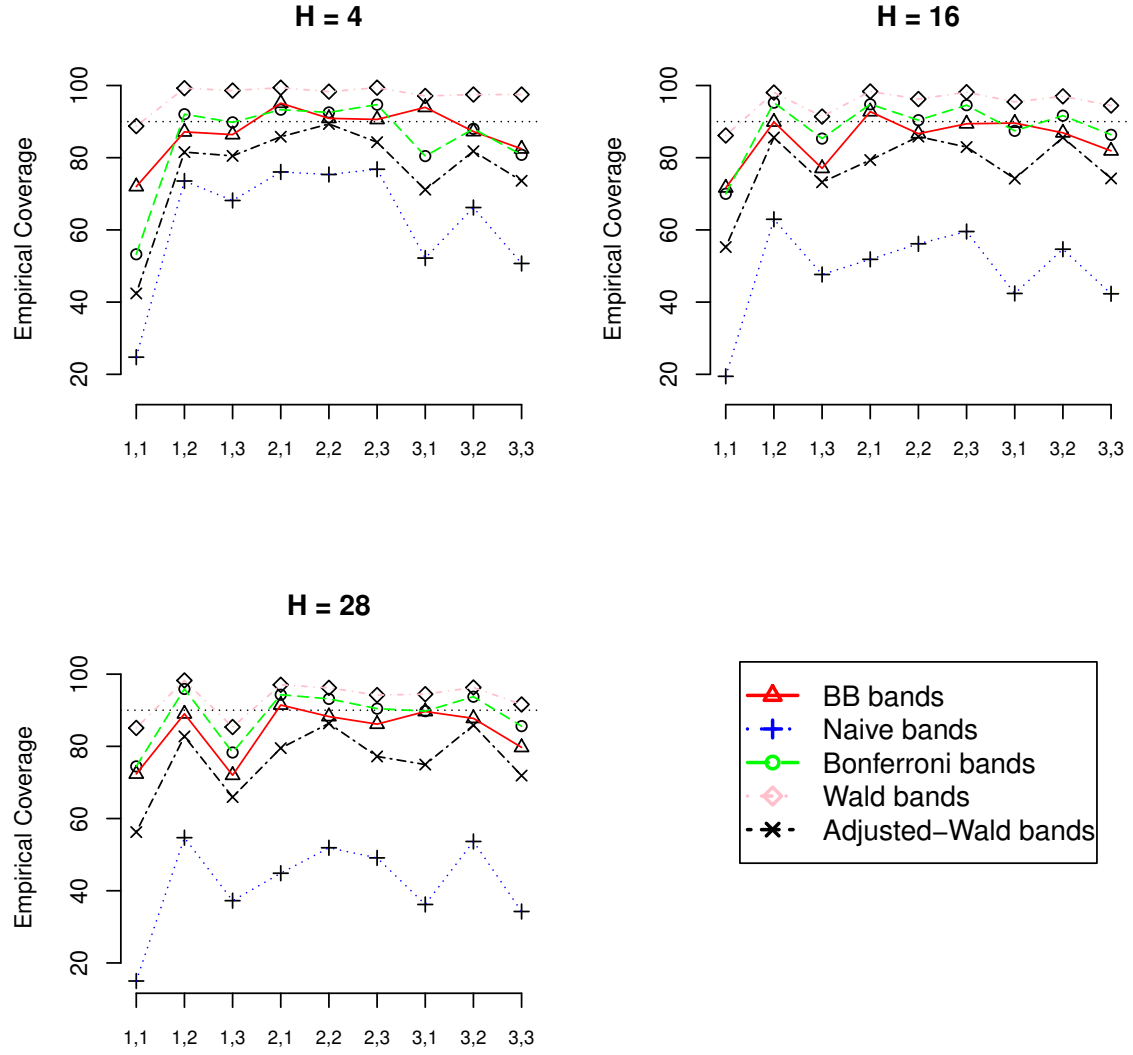 H = 4
Empirical Coverage
20 40 60 80 100
1,1 1,2 1,3 2,1 2,2 2,3 3,1 3,2 3,3
H = 16
Empirical Coverage
20 40 60 80 100
1,1 1,2 1,3 2,1 2,2 2,3 3,1 3,2 3,3
H = 28
Empirical Coverage
20 40 60 80 100
1,1 1,2 1,3 2,1 2,2 2,3 3,1 3,2 3,3
BB bands
Naive bands
Bonferroni bands
Wald bands
Adjusted−Wald bands